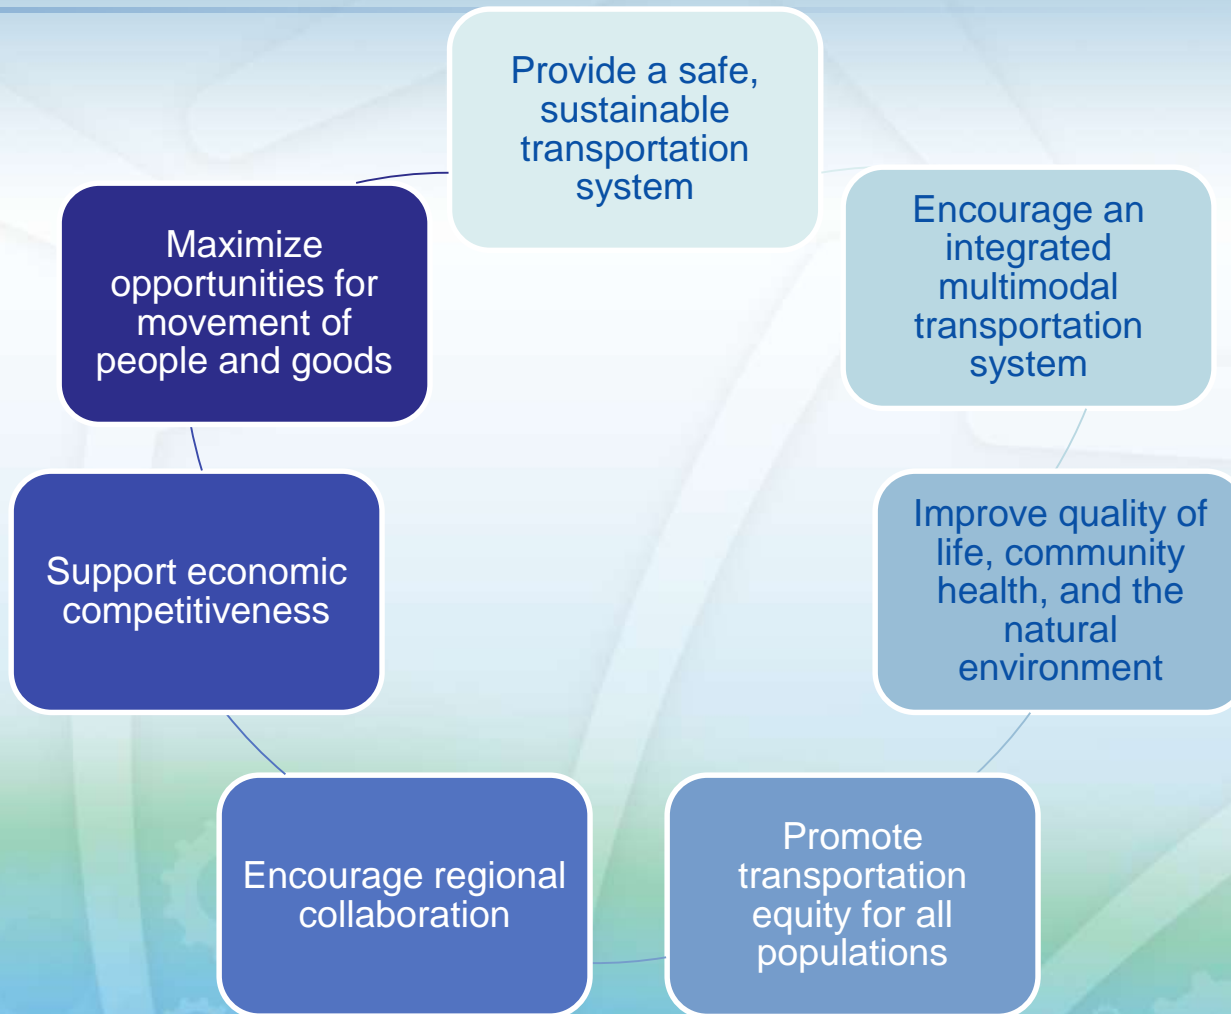 Provide a safe,
sustainable
transportation
system
Encourage an
integrated
multimodal
transportation
system
Improve quality of
life, community
health, and the
natural
environment
Promote
transportation
equity for all
populations
Encourage regional
collaboration
Support economic
competitiveness
Maximize
opportunities for
movement of
people and goods